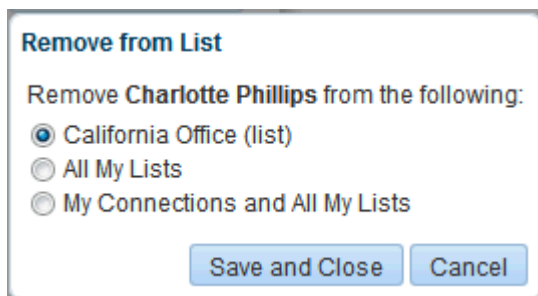 Remove from List
Remove Charlotte Phillips from the following:
California Office (list)
All My Lists
My Connections and All My Lists
Save and Close Cancel